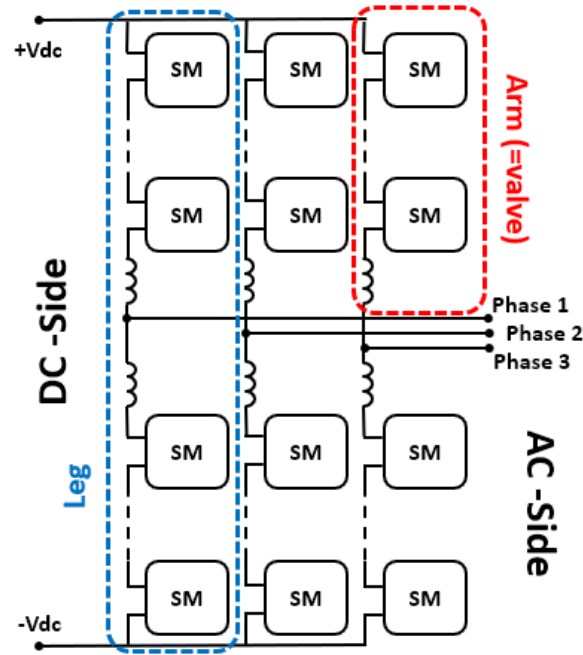 +Vdc
SM SM SM
Arm (=valve)
SM SM SM
DC -Side
Phase 1
Phase 2
Phase 3
SM SM SM
Leg
AC -Side
SM SM SM
-Vdc